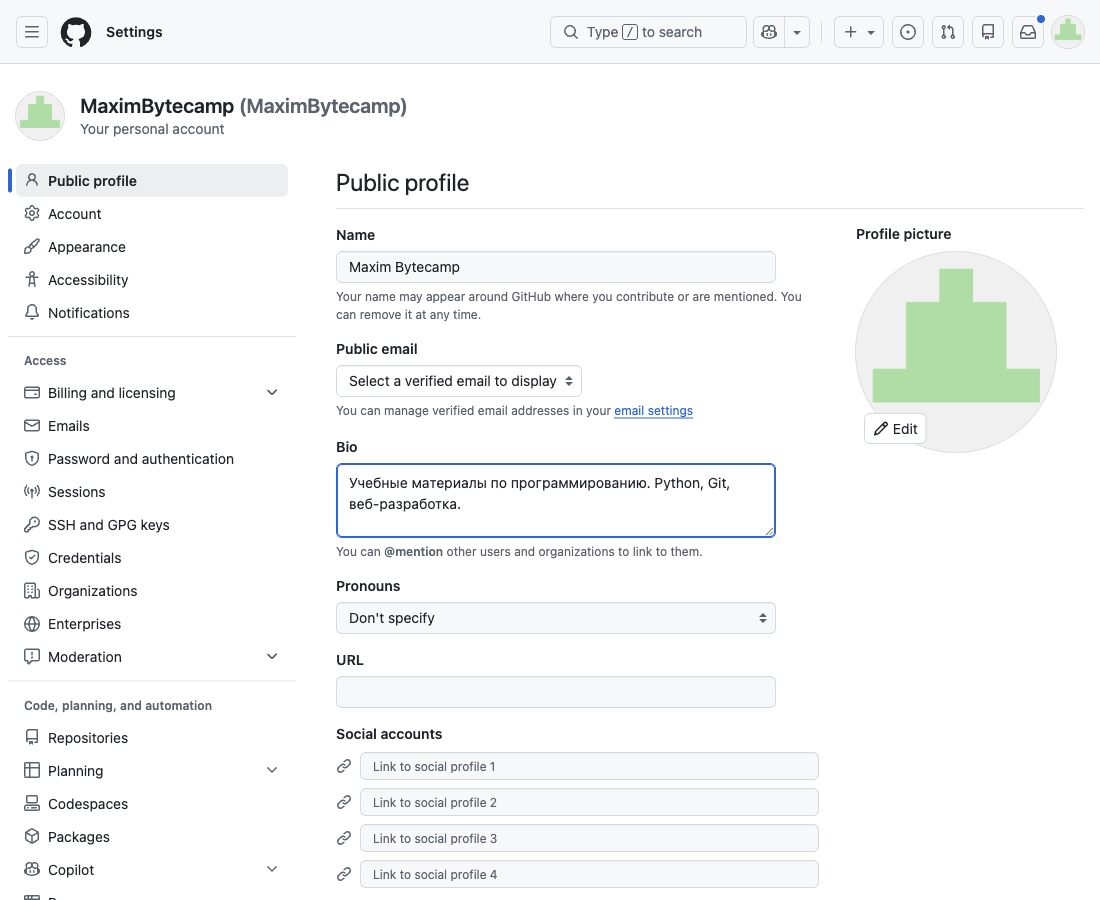 Settings
Type / to search
MaximBytecamp (MaximBytecamp)
Your personal account
Public profile
Account
Appearance
Accessibility
Notifications
Access
Billing and licensing
Emails
Password and authentication
Sessions
SSH and GPG keys
Credentials
Organizations
Enterprises
Moderation
Code, planning, and automation
Repositories
Planning
Codespaces
Packages
Copilot
Public profile
Name
Maxim Bytecamp
Your name may appear around GitHub where you contribute or are mentioned. You
can remove it at any time.
Public email
Select a verified email to display
You can manage verified email addresses in your email settings
Bio
Учебные материалы по программированию. Python, Git,
веб-разработка.
You can @mention other users and organizations to link to them.
Pronouns
Don't specify
URL
Social accounts
Link to social profile 1
Link to social profile 2
Link to social profile 3
Link to social profile 4
Profile picture
Edit